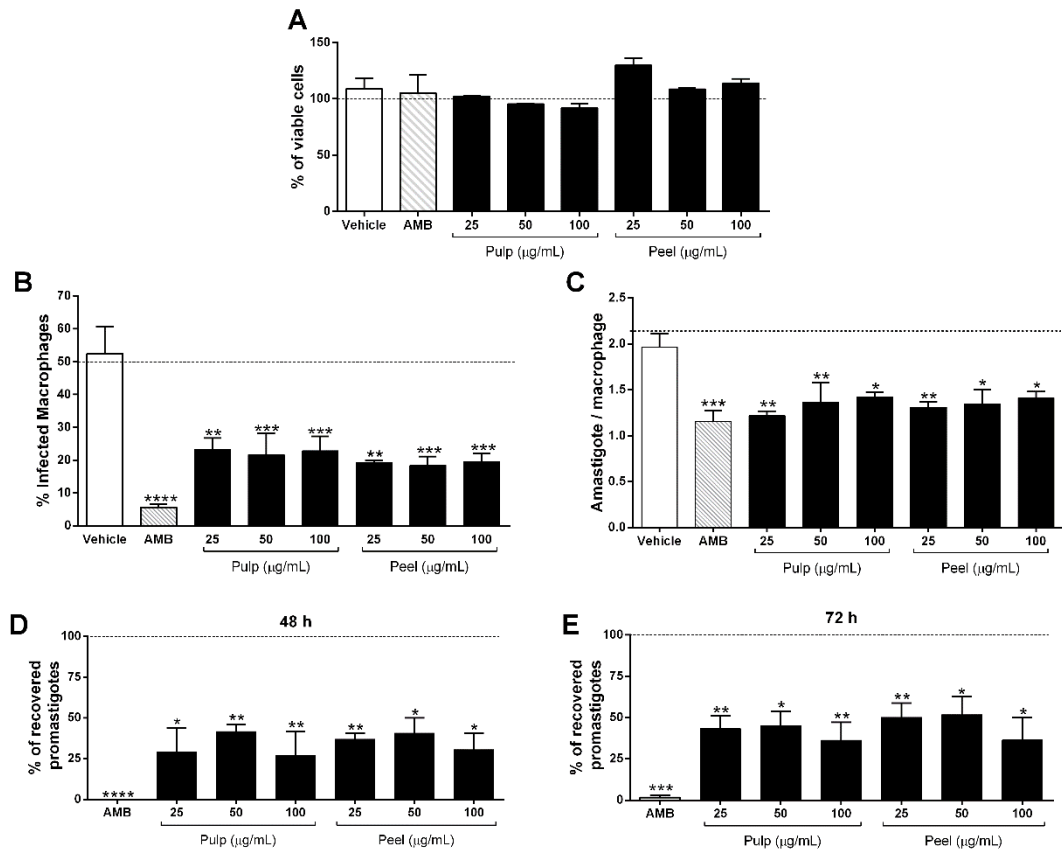 A
% of viable cells
150
100
50
0
Vehicle AMB 25 50 100 25 50 100
Pulp (µg/mL) Peel (µg/mL)
B
% Infected Macrophages
70
60
50
40
30
20
10
0
**** ** *** *** ** *** ***
Vehicle AMB 25 50 100 25 50 100
Pulp (µg/mL) Peel (µg/mL)
C
Amastigote / macrophage
2.5
2.0
1.5
1.0
0.5
0.0
*** ** ** * ** * *
Vehicle AMB 25 50 100 25 50 100
Pulp (µg/mL) Peel (µg/mL)
D
48 h
% of recovered
promastigotes
100
75
50
25
0
**** * ** ** ** * *
AMB 25 50 100 25 50 100
Pulp (µg/mL) Peel (µg/mL)
E
72 h
% of recovered
promastigotes
100
75
50
25
0
*** ** * ** ** * *
AMB 25 50 100 25 50 100
Pulp (µg/mL) Peel (µg/mL)